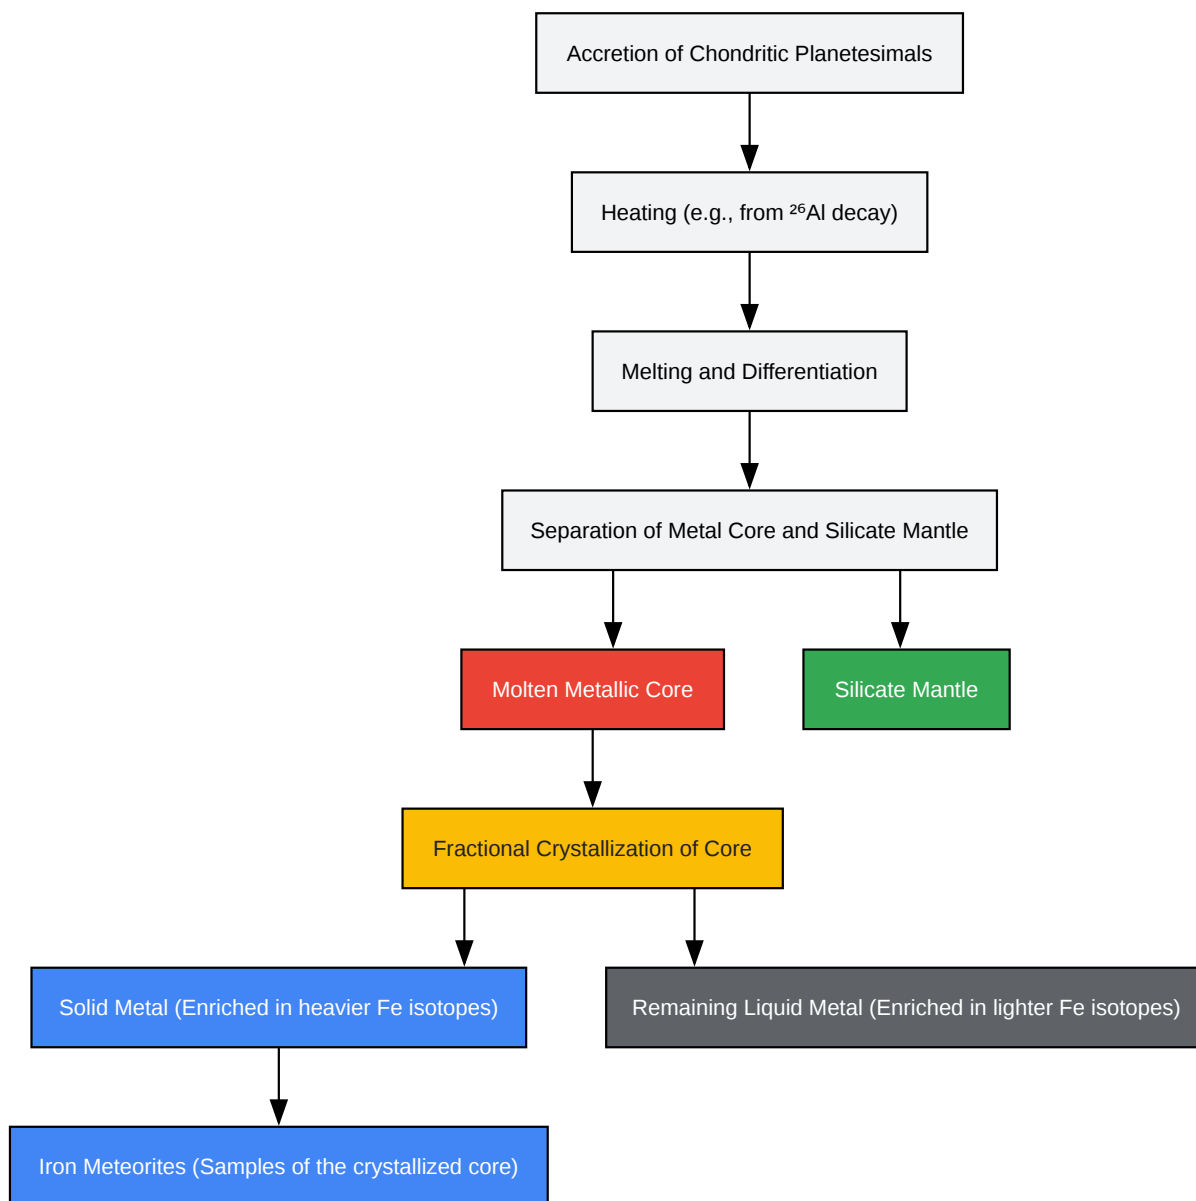 Accretion of Chondritic Planetesimals
Heating (e.g., from ²⁶Al decay)
Melting and Differentiation
Separation of Metal Core and Silicate Mantle
Molten Metallic Core
Silicate Mantle
Fractional Crystallization of Core
Solid Metal (Enriched in heavier Fe isotopes)
Remaining Liquid Metal (Enriched in lighter Fe isotopes)
Iron Meteorites (Samples of the crystallized core)